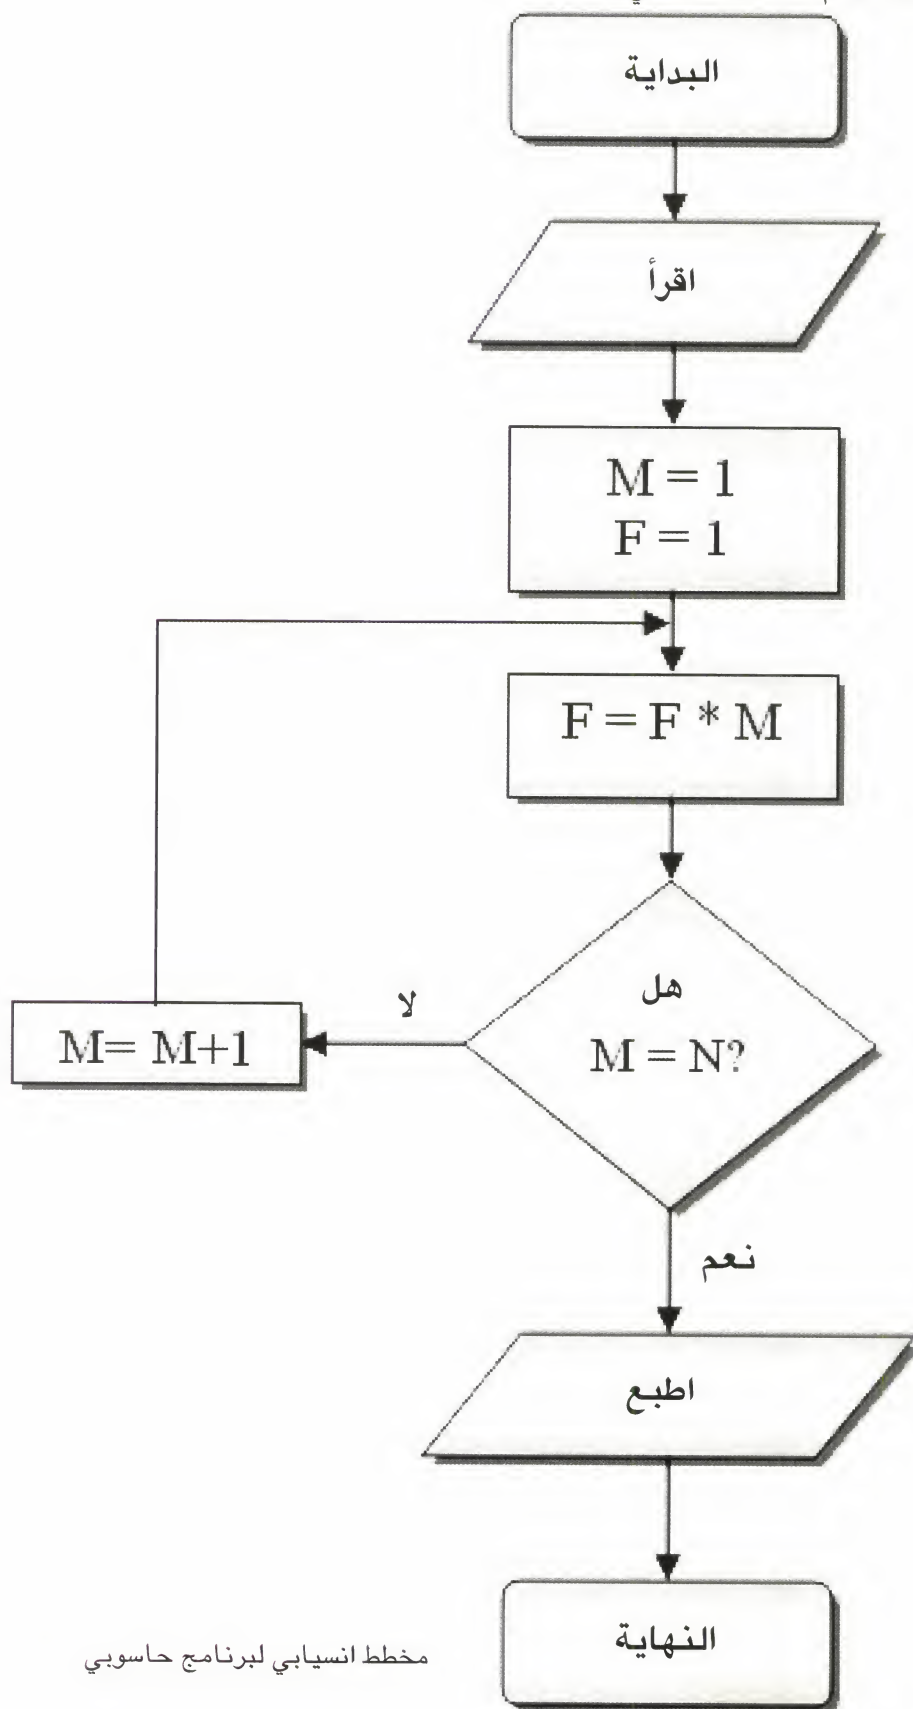 البداية
اقرأ
M = 1
F = 1
F = F * M
هل
M = N?
لا
M= M+1
نعم
اطبع
النهاية
مخطط انسيابي لبرنامج حاسوبي